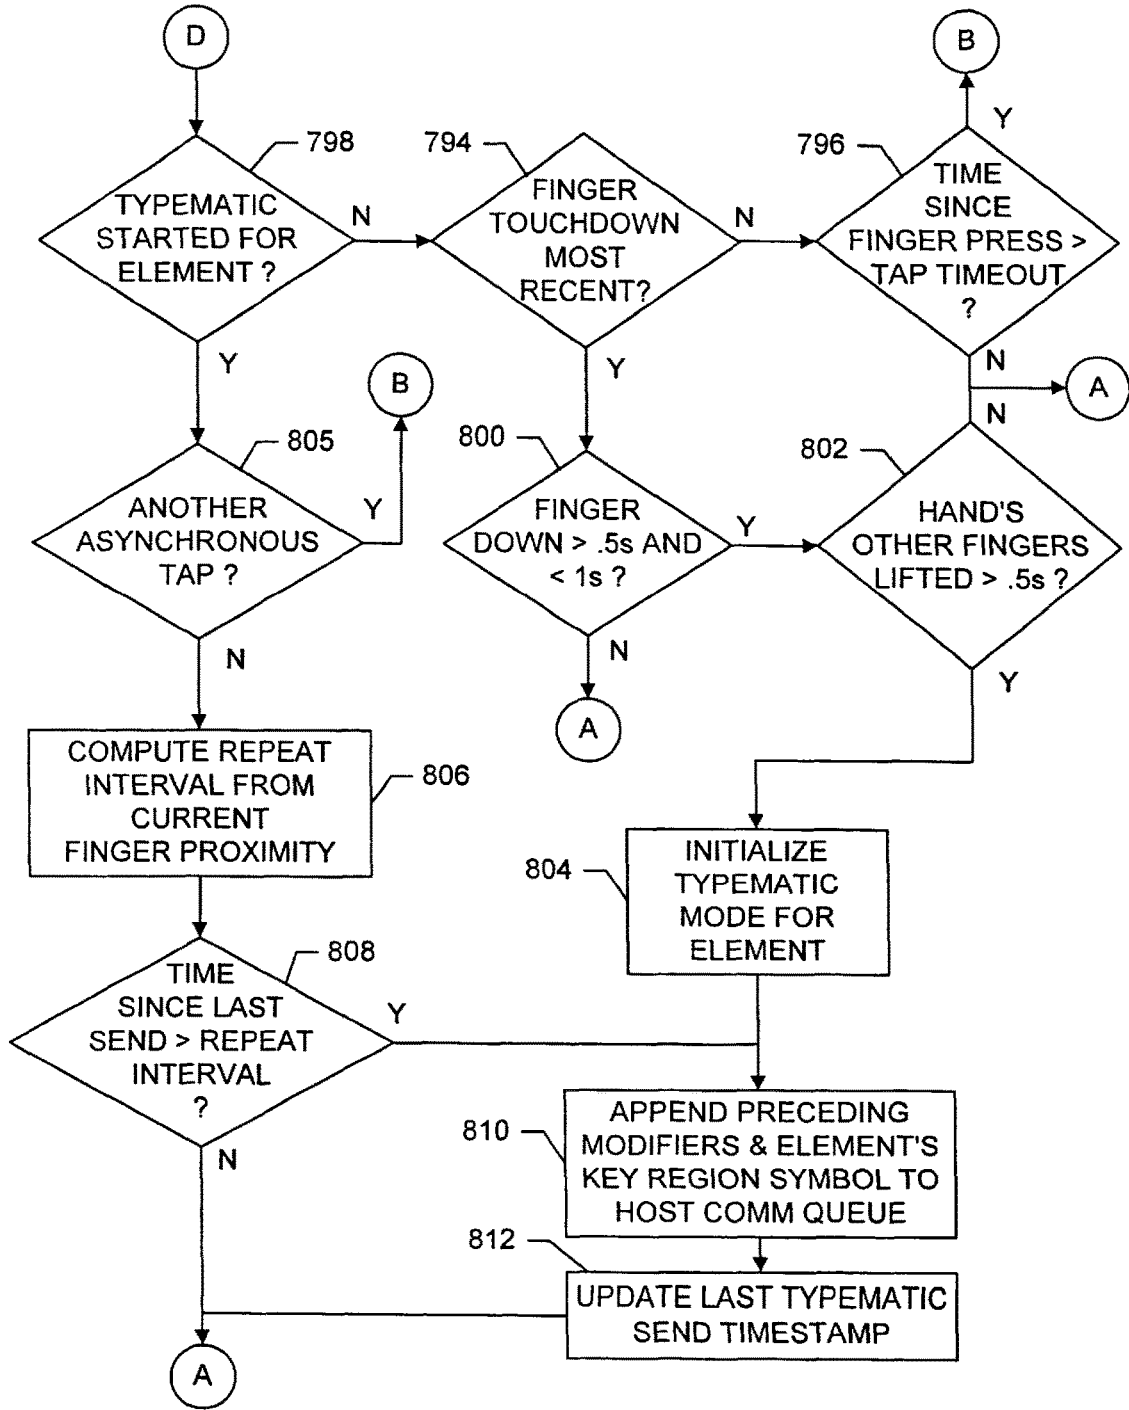 D
B
798
794
796
TYPEMATIC
STARTED FOR
ELEMENT ?
N
Y
FINGER
TOUCHDOWN
MOST
RECENT?
N
Y
TIME
SINCE
FINGER PRESS >
TAP TIMEOUT
?
Y
N
A
N
B
805
ANOTHER
ASYNCHRONOUS
TAP ?
Y
N
800
FINGER
DOWN > .5s AND
< 1s ?
Y
N
A
802
HAND'S
OTHER FINGERS
LIFTED > .5s ?
Y
COMPUTE REPEAT
INTERVAL FROM
CURRENT
FINGER PROXIMITY
806
804
INITIALIZE
TYPEMATIC
MODE FOR
ELEMENT
808
TIME
SINCE LAST
SEND > REPEAT
INTERVAL
?
Y
N
810
APPEND PRECEDING
MODIFIERS & ELEMENT'S
KEY REGION SYMBOL TO
HOST COMM QUEUE
812
UPDATE LAST TYPEMATIC
SEND TIMESTAMP
A